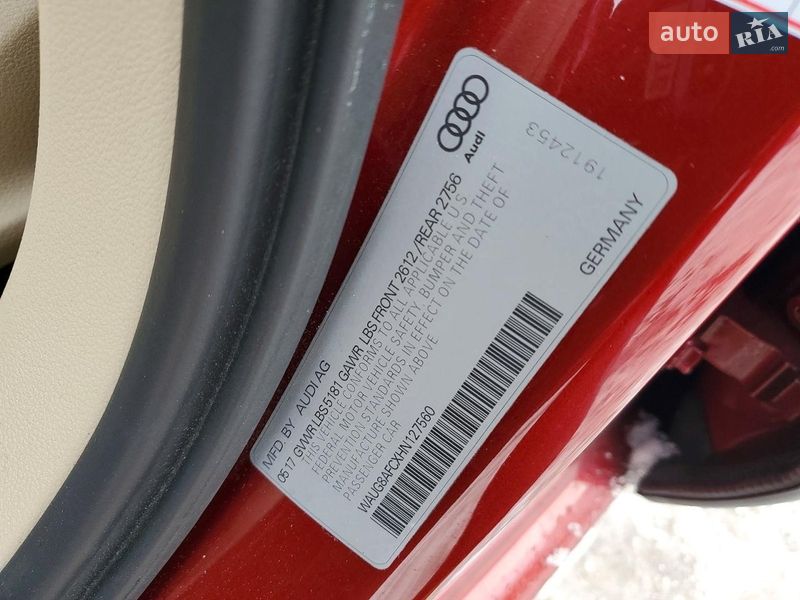 auto RIA .com
Audi
1912453
MFD. BY AUDI AG
05 17 GVWR LBS 5181 GAWR LBS FRONT 2612 /REAR 2756
THIS VEHICLE CONFORMS TO ALL APPLICABLE U.S.
FEDERAL MOTOR VEHICLE SAFETY, BUMPER AND THEFT
PREVENTION STANDARDS IN EFFECT ON THE DATE OF
MANUFACTURE SHOWN ABOVE
PASSENGER CAR
GERMANY
WAUG8AFCXHN127560